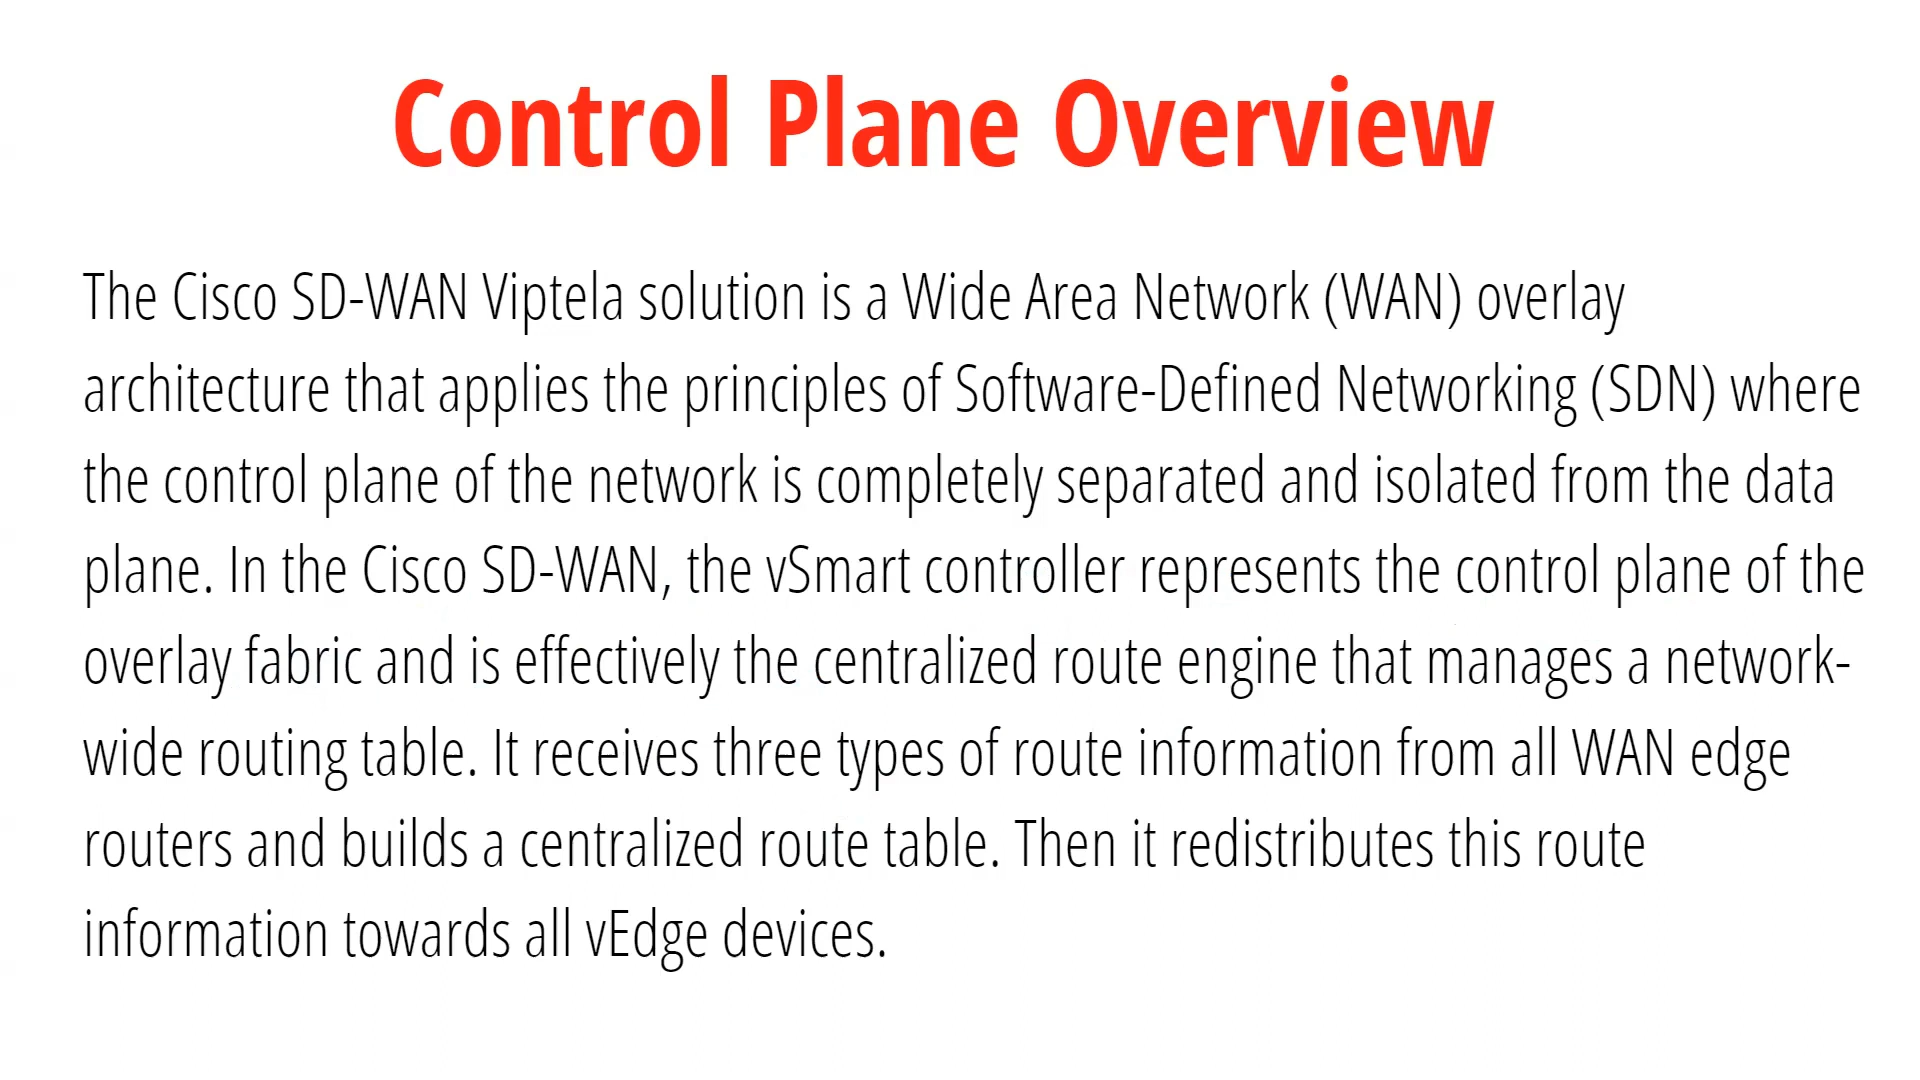 Control Plane Overview
The Cisco SD-WAN Viptela solution is a Wide Area Network (WAN) overlay
architecture that applies the principles of Software-Defined Networking (SDN) where
the control plane of the network is completely separated and isolated from the data
plane. In the Cisco SD-WAN, the vSmart controller represents the control plane of the
overlay fabric and is effectively the centralized route engine that manages a network-
wide routing table. It receives three types of route information from all WAN edge
routers and builds a centralized route table. Then it redistributes this route
information towards all vEdge devices.